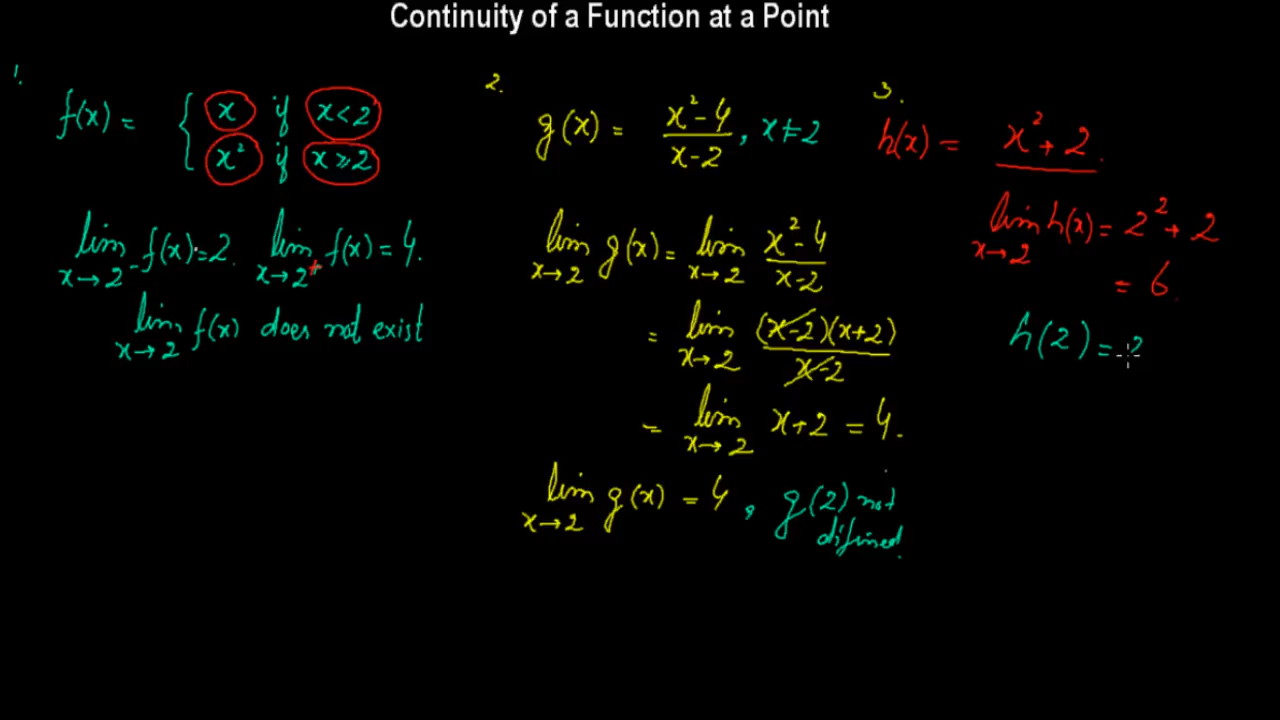 Continuity of a Function at a Point
1.
f(x) = { x if x<2
x² if x≥2
lim x→2- f(x)=2. lim x→2+ f(x)=4.
lim x→2 f(x) does not exist
2.
g(x) = x²-4 / x-2, x≠2
lim x→2 g(x) = lim x→2 x²-4 / x-2
= lim x→2 (x-2)(x+2) / x-2
= lim x→2 x+2 = 4.
lim x→2 g(x) = 4, g(2) not
difined.
3.
h(x) = x²+2.
lim x→2 h(x) = 2²+2
= 6.
h(2) = 2